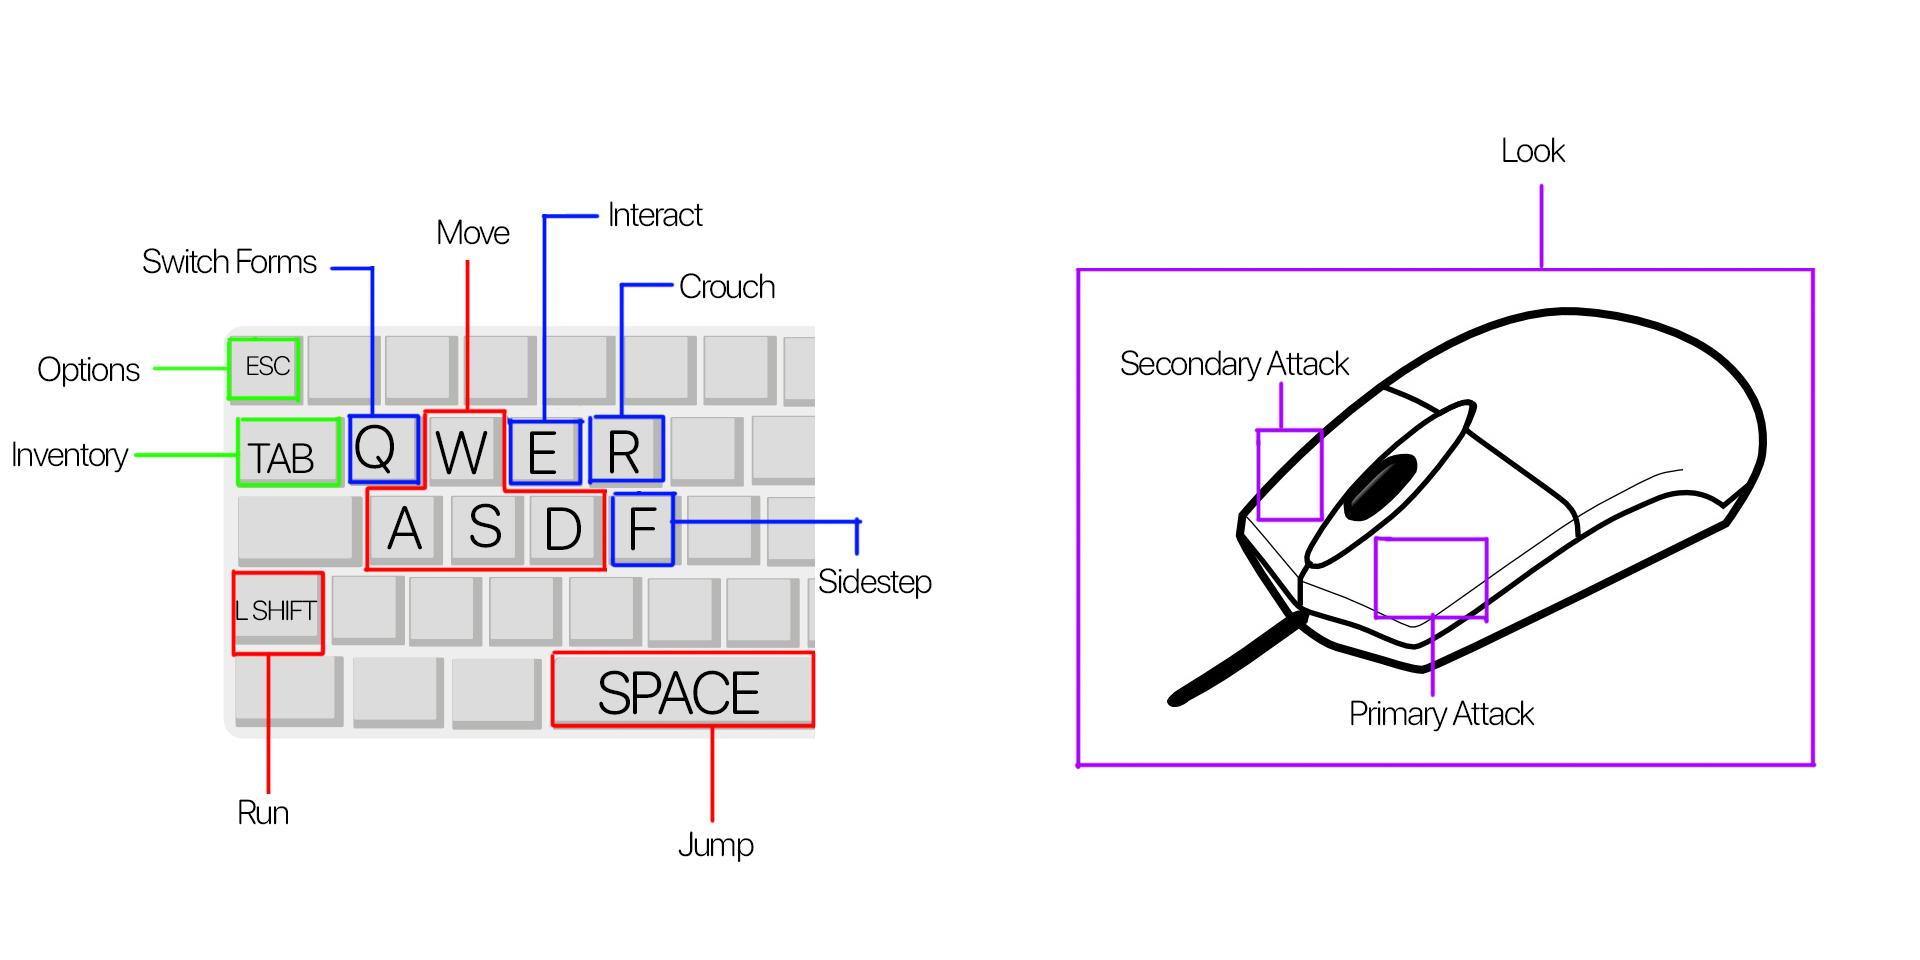 Look
Interact
Move
Switch Forms
Crouch
Options
ESC
Secondary Attack
Inventory
TAB
Q
W
E
R
A
S
D
F
Sidestep
L SHIFT
SPACE
Primary Attack
Run
Jump